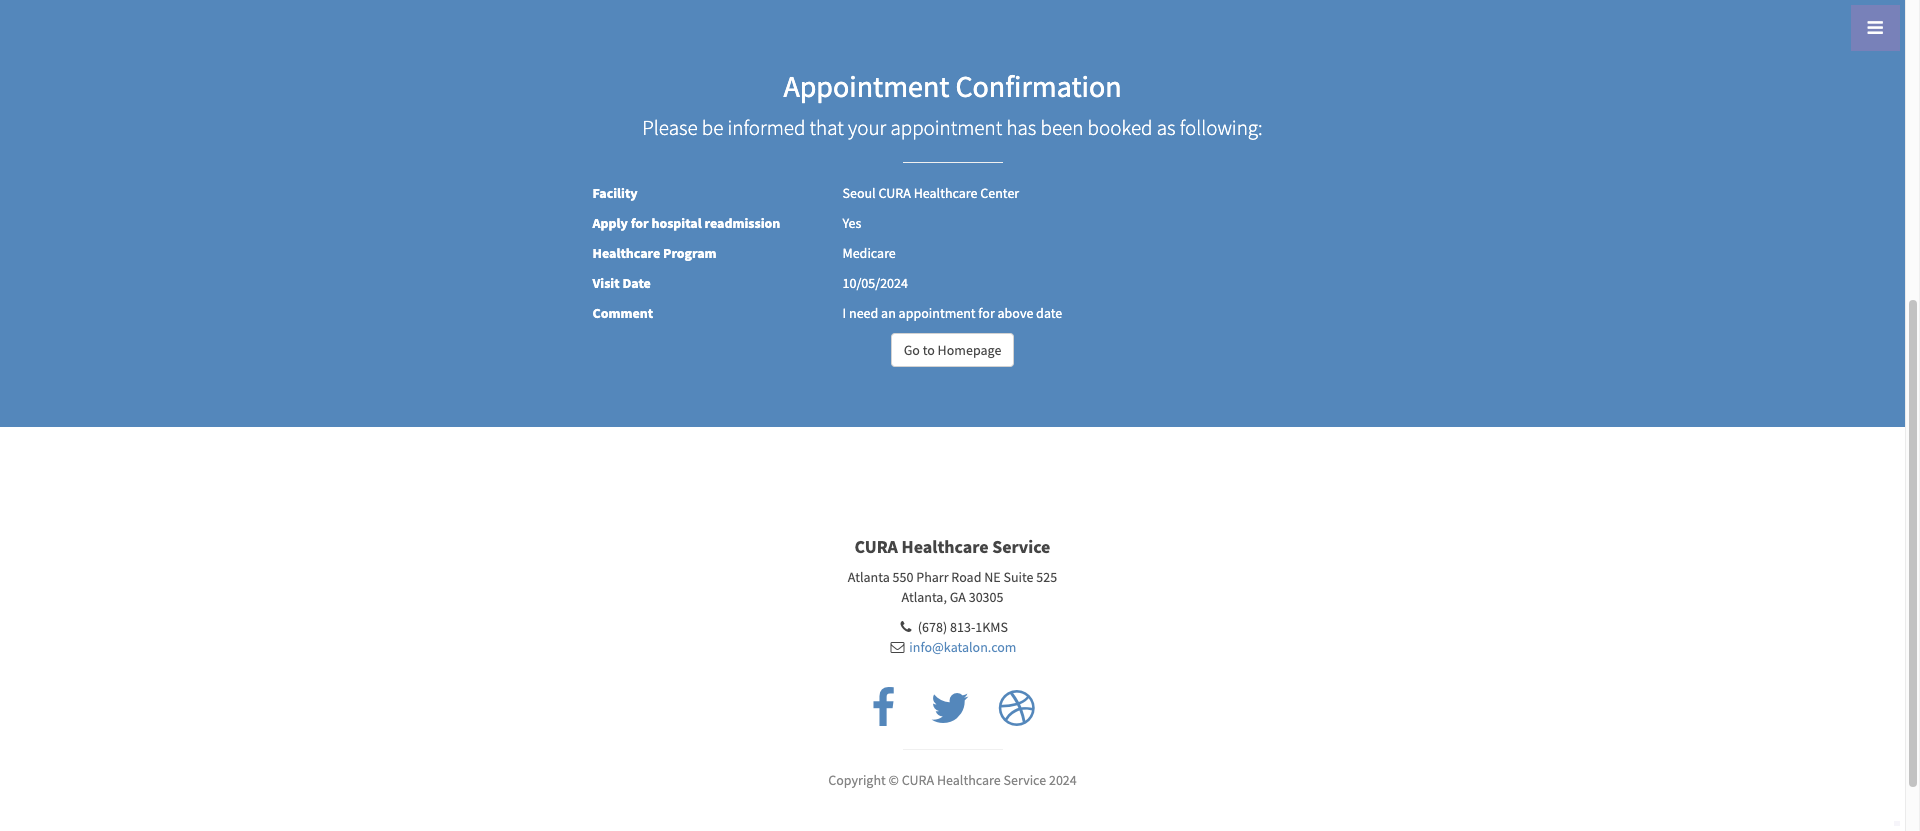 Appointment Confirmation
Please be informed that your appointment has been booked as following:
Facility Seoul CURA Healthcare Center
Apply for hospital readmission Yes
Healthcare Program Medicare
Visit Date 10/05/2024
Comment I need an appointment for above date
Go to Homepage
CURA Healthcare Service
Atlanta 550 Pharr Road NE Suite 525
Atlanta, GA 30305
(678) 813-1KMS
info@katalon.com
Copyright © CURA Healthcare Service 2024